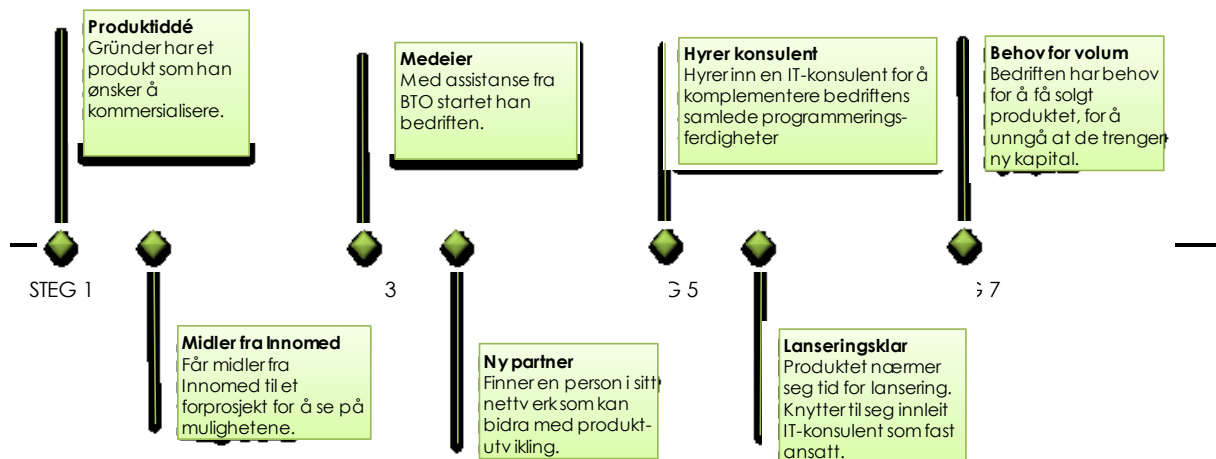 Produktiddé
Gründer har et
produkt som han
ønsker å
kommersialisere.
Medeier
Med assistanse fra
BTO startet han
bedriften.
Hyrer konsulent
Hyrer inn en IT-konsulent for å
komplementere bedriftens
samlede programmerings-
ferdigheter
Behov for volum
Bedriften har behov
for å få solgt
produktet, for å
unngå at de trenger
ny kapital.
STEG 1
3
G 5
G 7
Midler fra Innomed
Får midler fra
Innomed til et
forprosjekt for å se på
mulighetene.
Ny partner
Finner en person i sitt
nettverk som kan
bidra med produkt-
utvikling.
Lanseringsklar
Produktet nærmer
seg tid for lansering.
Knytter til seg innleit
IT-konsulent som fast
ansatt.